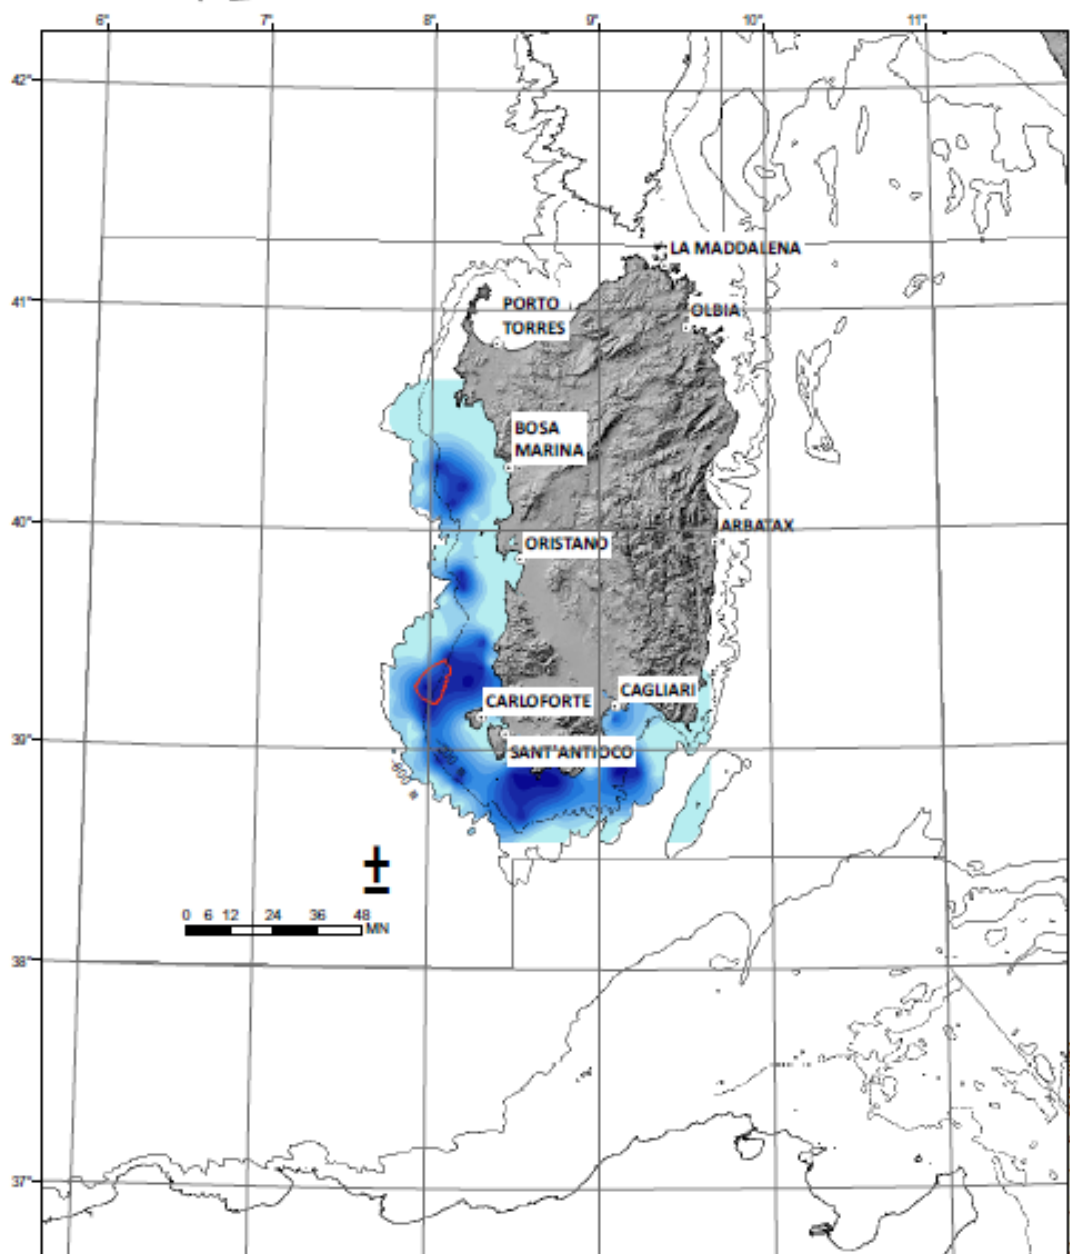 6° 7° 8° 9° 10° 11°
42°
LA MADDALENA
41°
PORTO
TORRES
OLBIA
BOSA
MARINA
40°
ARBATAX
ORISTANO
CAGLIARI
CARLOFORTE
39°
SANT'ANTIOCO
0 6 12 24 36 48
MN
38°
37°